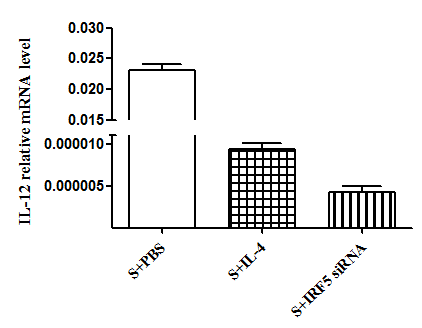 IL-12 relative mRNA level
0.030
0.025
0.020
0.015
0.000010
0.000005
S+PBS
S+IL-4
S+IRF5 siRNA